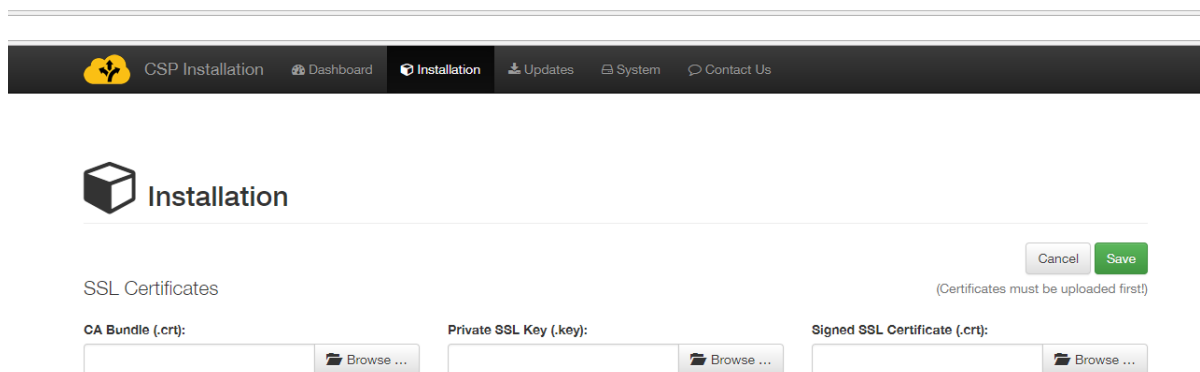 CSP Installation Dashboard Installation Updates System Contact Us
Installation
Cancel Save
SSL Certificates
(Certificates must be uploaded first!)
CA Bundle (.crt): Private SSL Key (.key): Signed SSL Certificate (.crt):
Browse ... Browse ... Browse ...